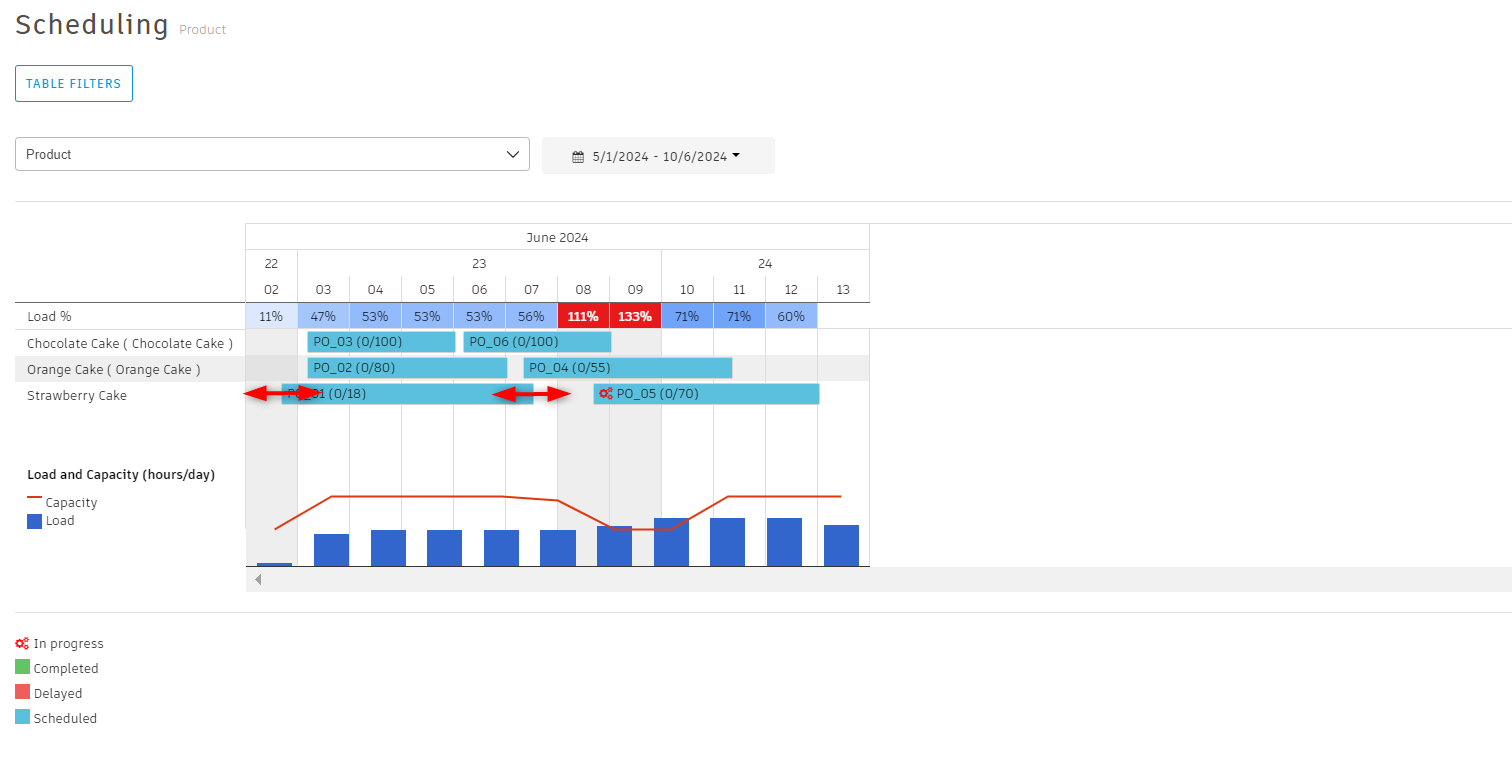 Scheduling Product
TABLE FILTERS
Product
5/1/2024 - 10/6/2024
June 2024
22 23 24
02 03 04 05 06 07 08 09 10 11 12 13
Load % 11% 47% 53% 53% 53% 56% 111% 133% 71% 71% 60%
Chocolate Cake ( Chocolate Cake ) PO_03 (0/100) PO_06 (0/100)
Orange Cake ( Orange Cake ) PO_02 (0/80) PO_04 (0/55)
Strawberry Cake PO_01 (0/18) PO_05 (0/70)
Load and Capacity (hours/day)
Capacity
Load
In progress
Completed
Delayed
Scheduled